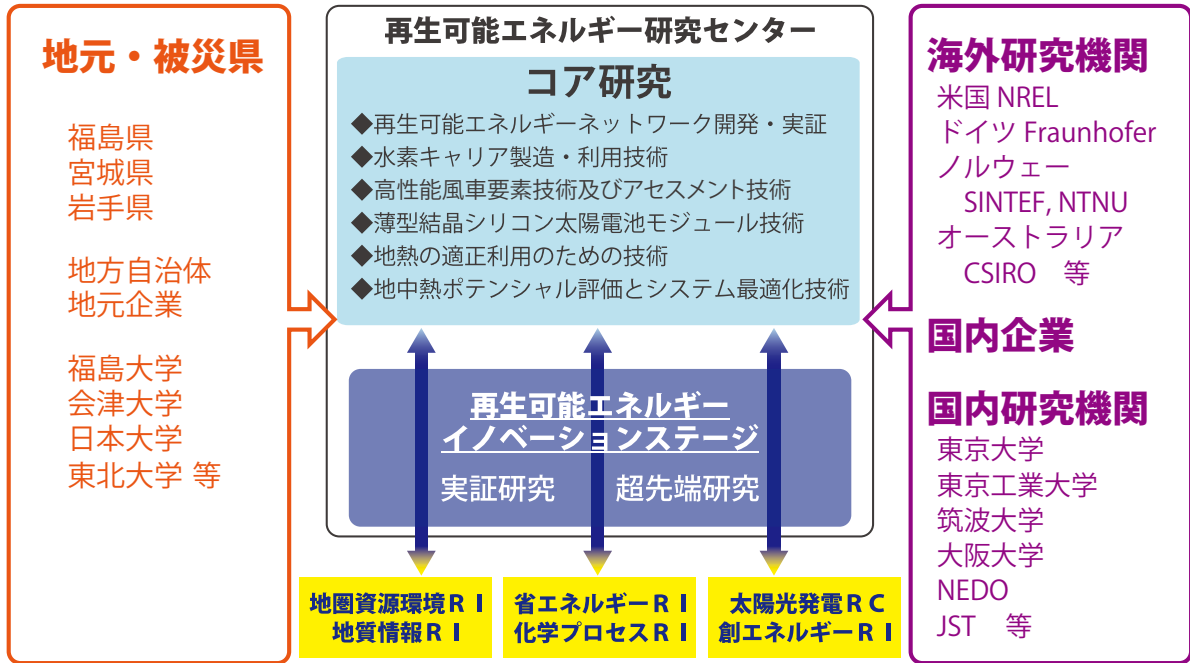 地元・被災県
福島県
宮城県
岩手県
地方自治体
地元企業
福島大学
会津大学
日本大学
東北大学 等
再生可能エネルギー研究センター
コア研究
◆再生可能エネルギーネットワーク開発・実証
◆水素キャリア製造・利用技術
◆高性能風車要素技術及びアセスメント技術
◆薄型結晶シリコン太陽電池モジュール技術
◆地熱の適正利用のための技術
◆地中熱ポテンシャル評価とシステム最適化技術
再生可能エネルギー
イノベーションステージ
実証研究 超先端研究
地圏資源環境ＲＩ
地質情報ＲＩ
省エネルギーＲＩ
化学プロセスＲＩ
太陽光発電ＲＣ
創エネルギーＲＩ
海外研究機関
米国 NREL
ドイツ Fraunhofer
ノルウェー
SINTEF, NTNU
オーストラリア
CSIRO 等
国内企業
国内研究機関
東京大学
東京工業大学
筑波大学
大阪大学
NEDO
JST 等